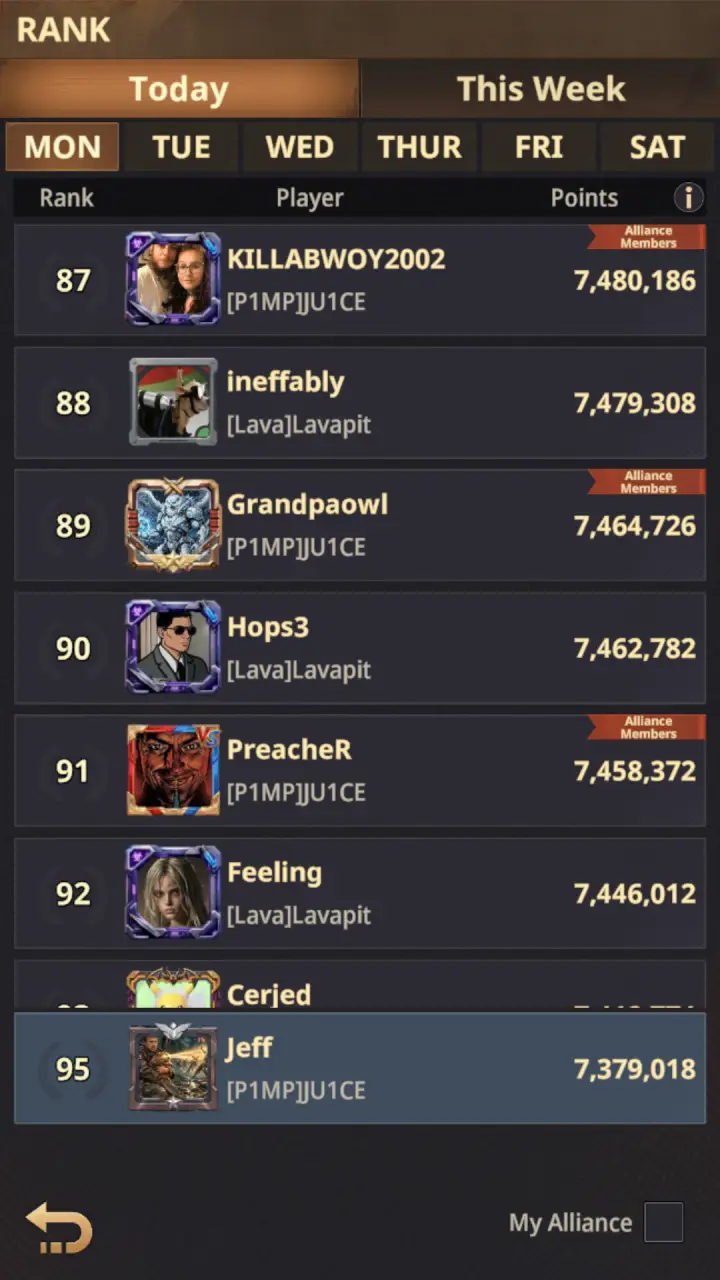 RANK
Today
This Week
MON
TUE
WED
THUR
FRI
SAT
Rank
Player
Points
i
Alliance
Members
87
KILLABWOY2002
[P1MP]JU1CE
7,480,186
88
ineffably
[Lava]Lavapit
7,479,308
Alliance
Members
89
Grandpaowl
[P1MP]JU1CE
7,464,726
90
Hops3
[Lava]Lavapit
7,462,782
Alliance
Members
91
VS
PreacheR
[P1MP]JU1CE
7,458,372
92
Feeling
[Lava]Lavapit
7,446,012
Cerjed
95
Jeff
[P1MP]JU1CE
7,379,018
My Alliance